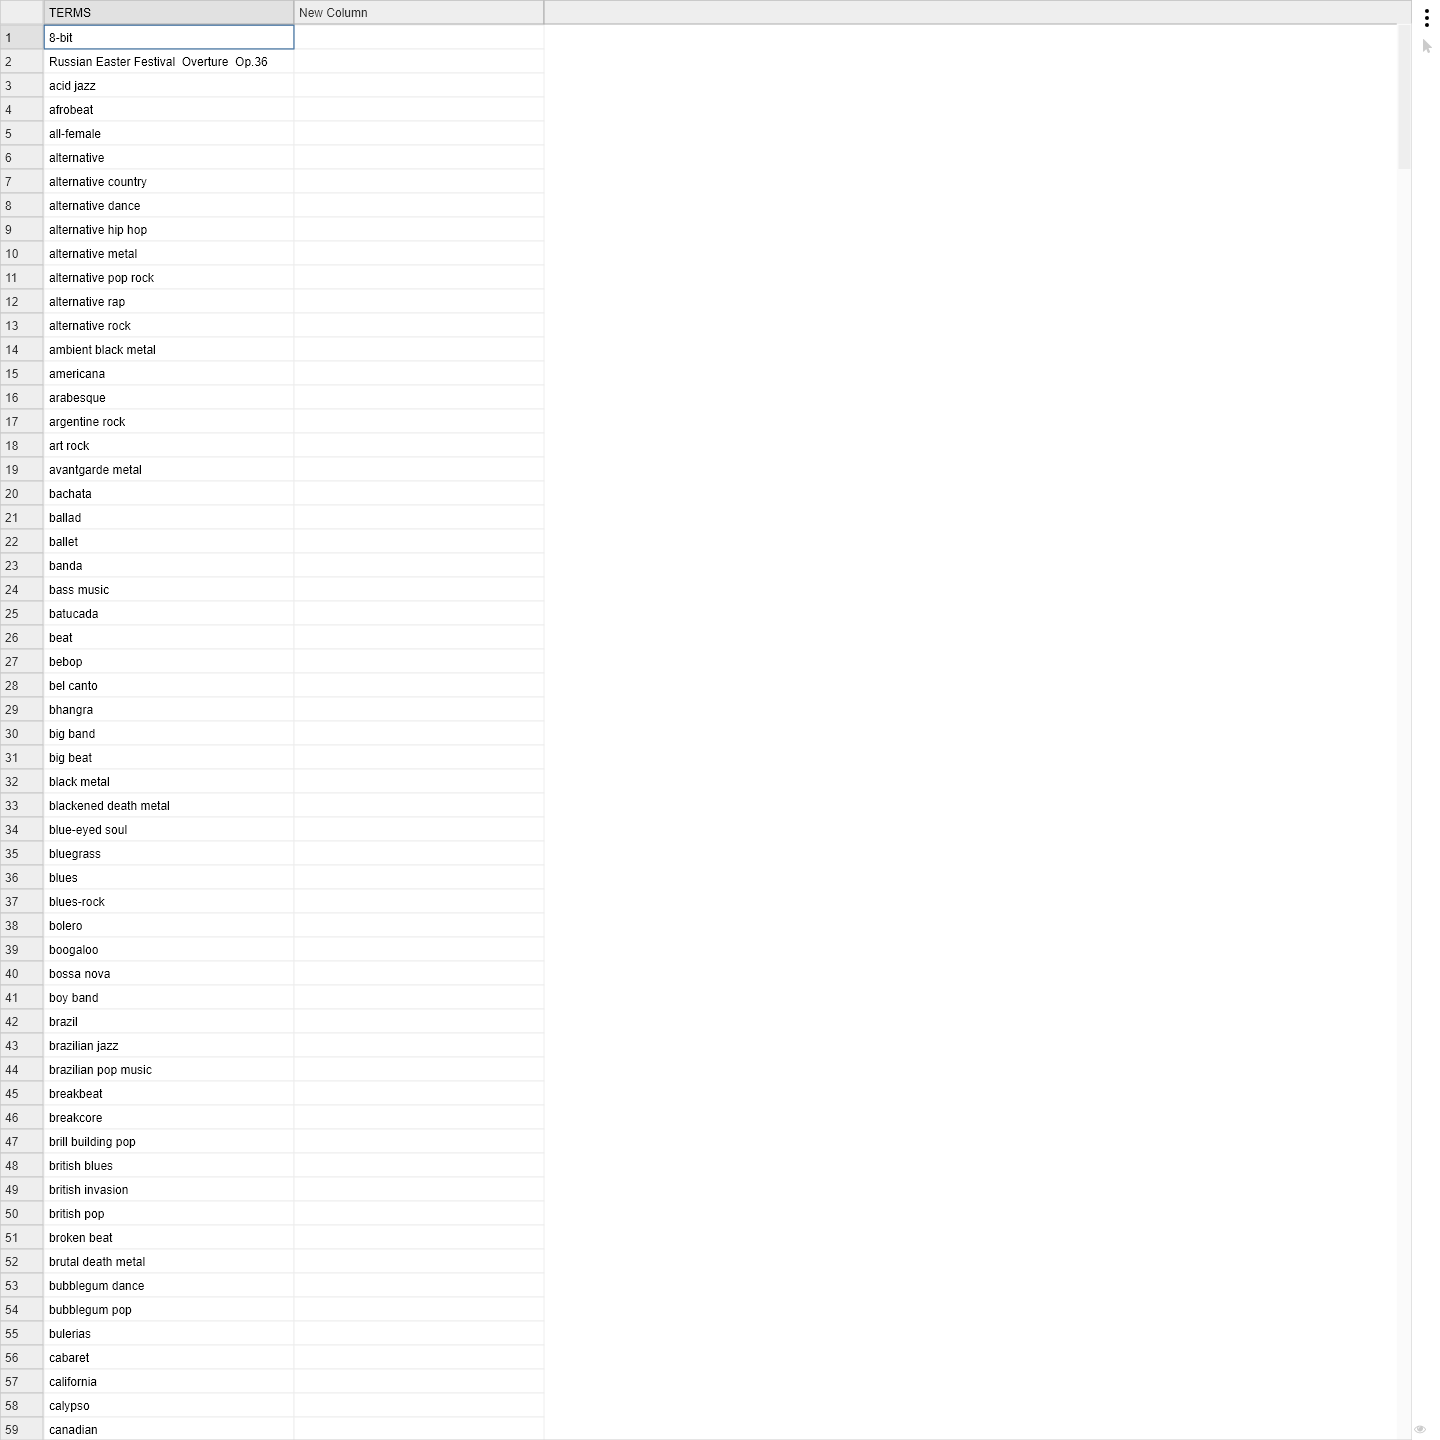 TERMS New Column
1 8-bit
2 Russian Easter Festival  Overture  Op.36
3 acid jazz
4 afrobeat
5 all-female
6 alternative
7 alternative country
8 alternative dance
9 alternative hip hop
10 alternative metal
11 alternative pop rock
12 alternative rap
13 alternative rock
14 ambient black metal
15 americana
16 arabesque
17 argentine rock
18 art rock
19 avantgarde metal
20 bachata
21 ballad
22 ballet
23 banda
24 bass music
25 batucada
26 beat
27 bebop
28 bel canto
29 bhangra
30 big band
31 big beat
32 black metal
33 blackened death metal
34 blue-eyed soul
35 bluegrass
36 blues
37 blues-rock
38 bolero
39 boogaloo
40 bossa nova
41 boy band
42 brazil
43 brazilian jazz
44 brazilian pop music
45 breakbeat
46 breakcore
47 brill building pop
48 british blues
49 british invasion
50 british pop
51 broken beat
52 brutal death metal
53 bubblegum dance
54 bubblegum pop
55 bulerias
56 cabaret
57 california
58 calypso
59 canadian